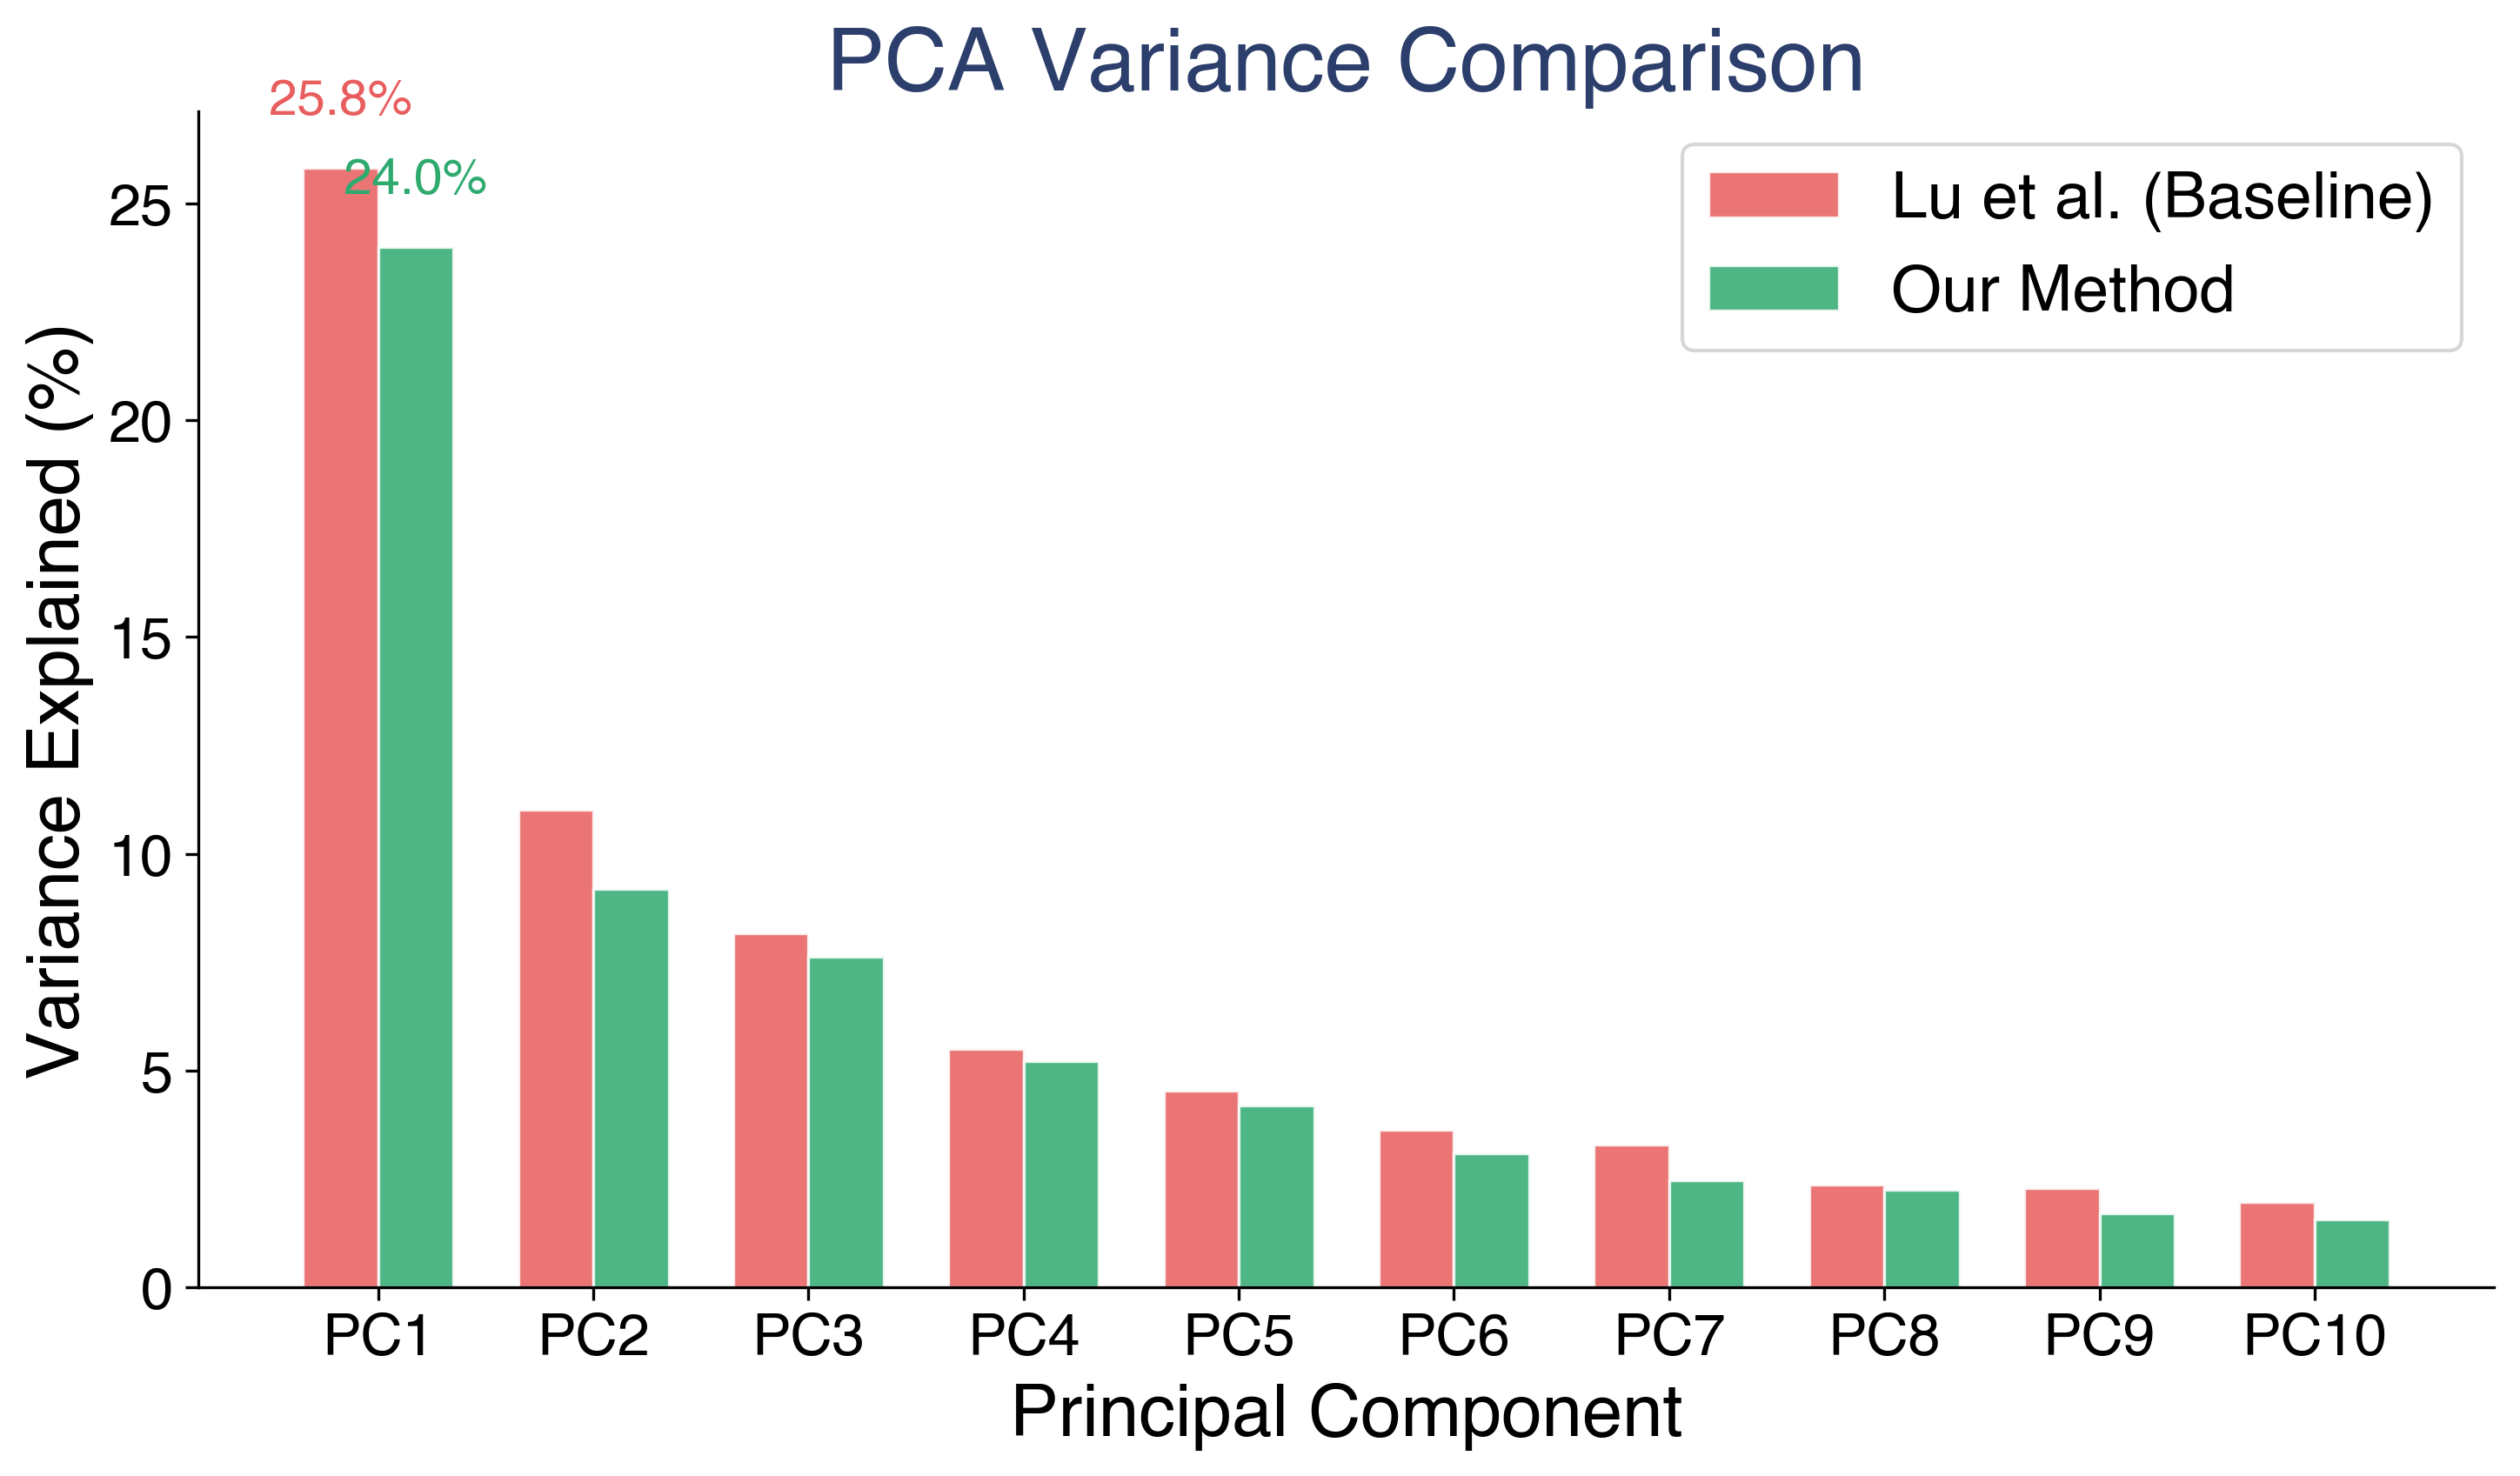 PCA Variance Comparison
25.8%
24.0%
Lu et al. (Baseline)
Our Method
Variance Explained (%)
25
20
15
10
5
0
PC1 PC2 PC3 PC4 PC5 PC6 PC7 PC8 PC9 PC10
Principal Component